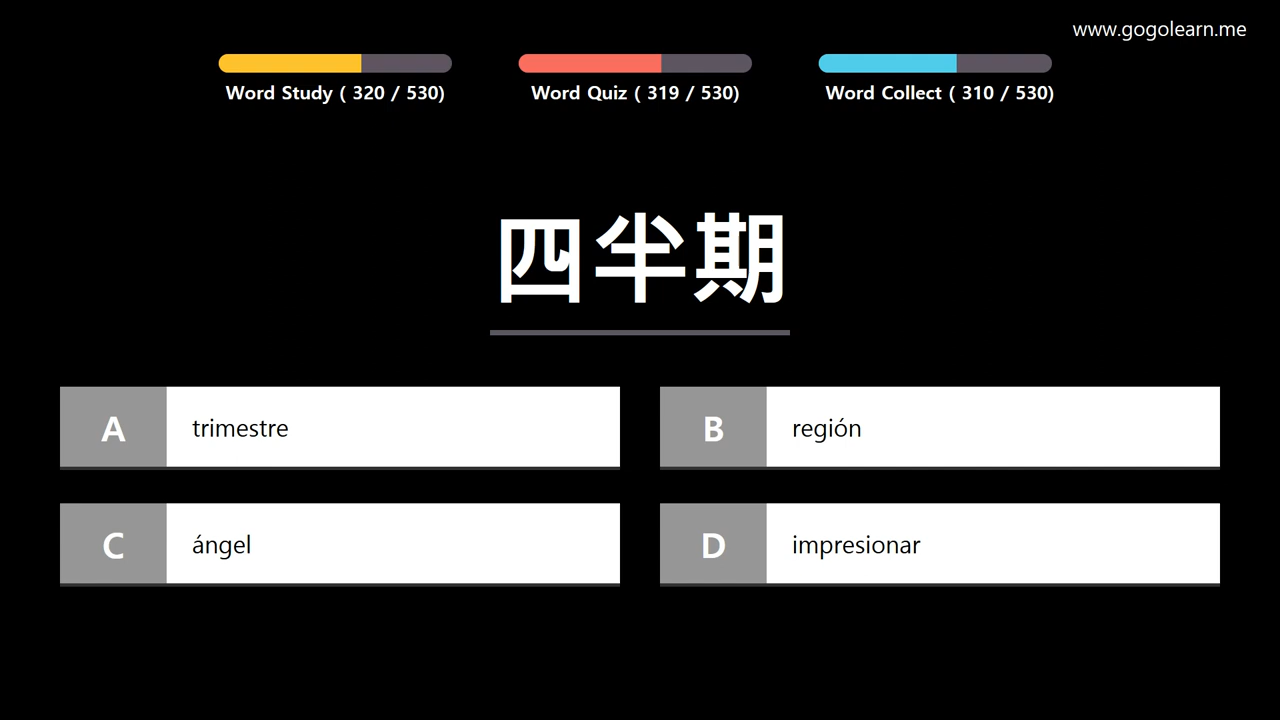 www.gogolearn.me
Word Study ( 320 / 530)
Word Quiz ( 319 / 530)
Word Collect ( 310 / 530)
四半期
A trimestre
B región
C ángel
D impresionar